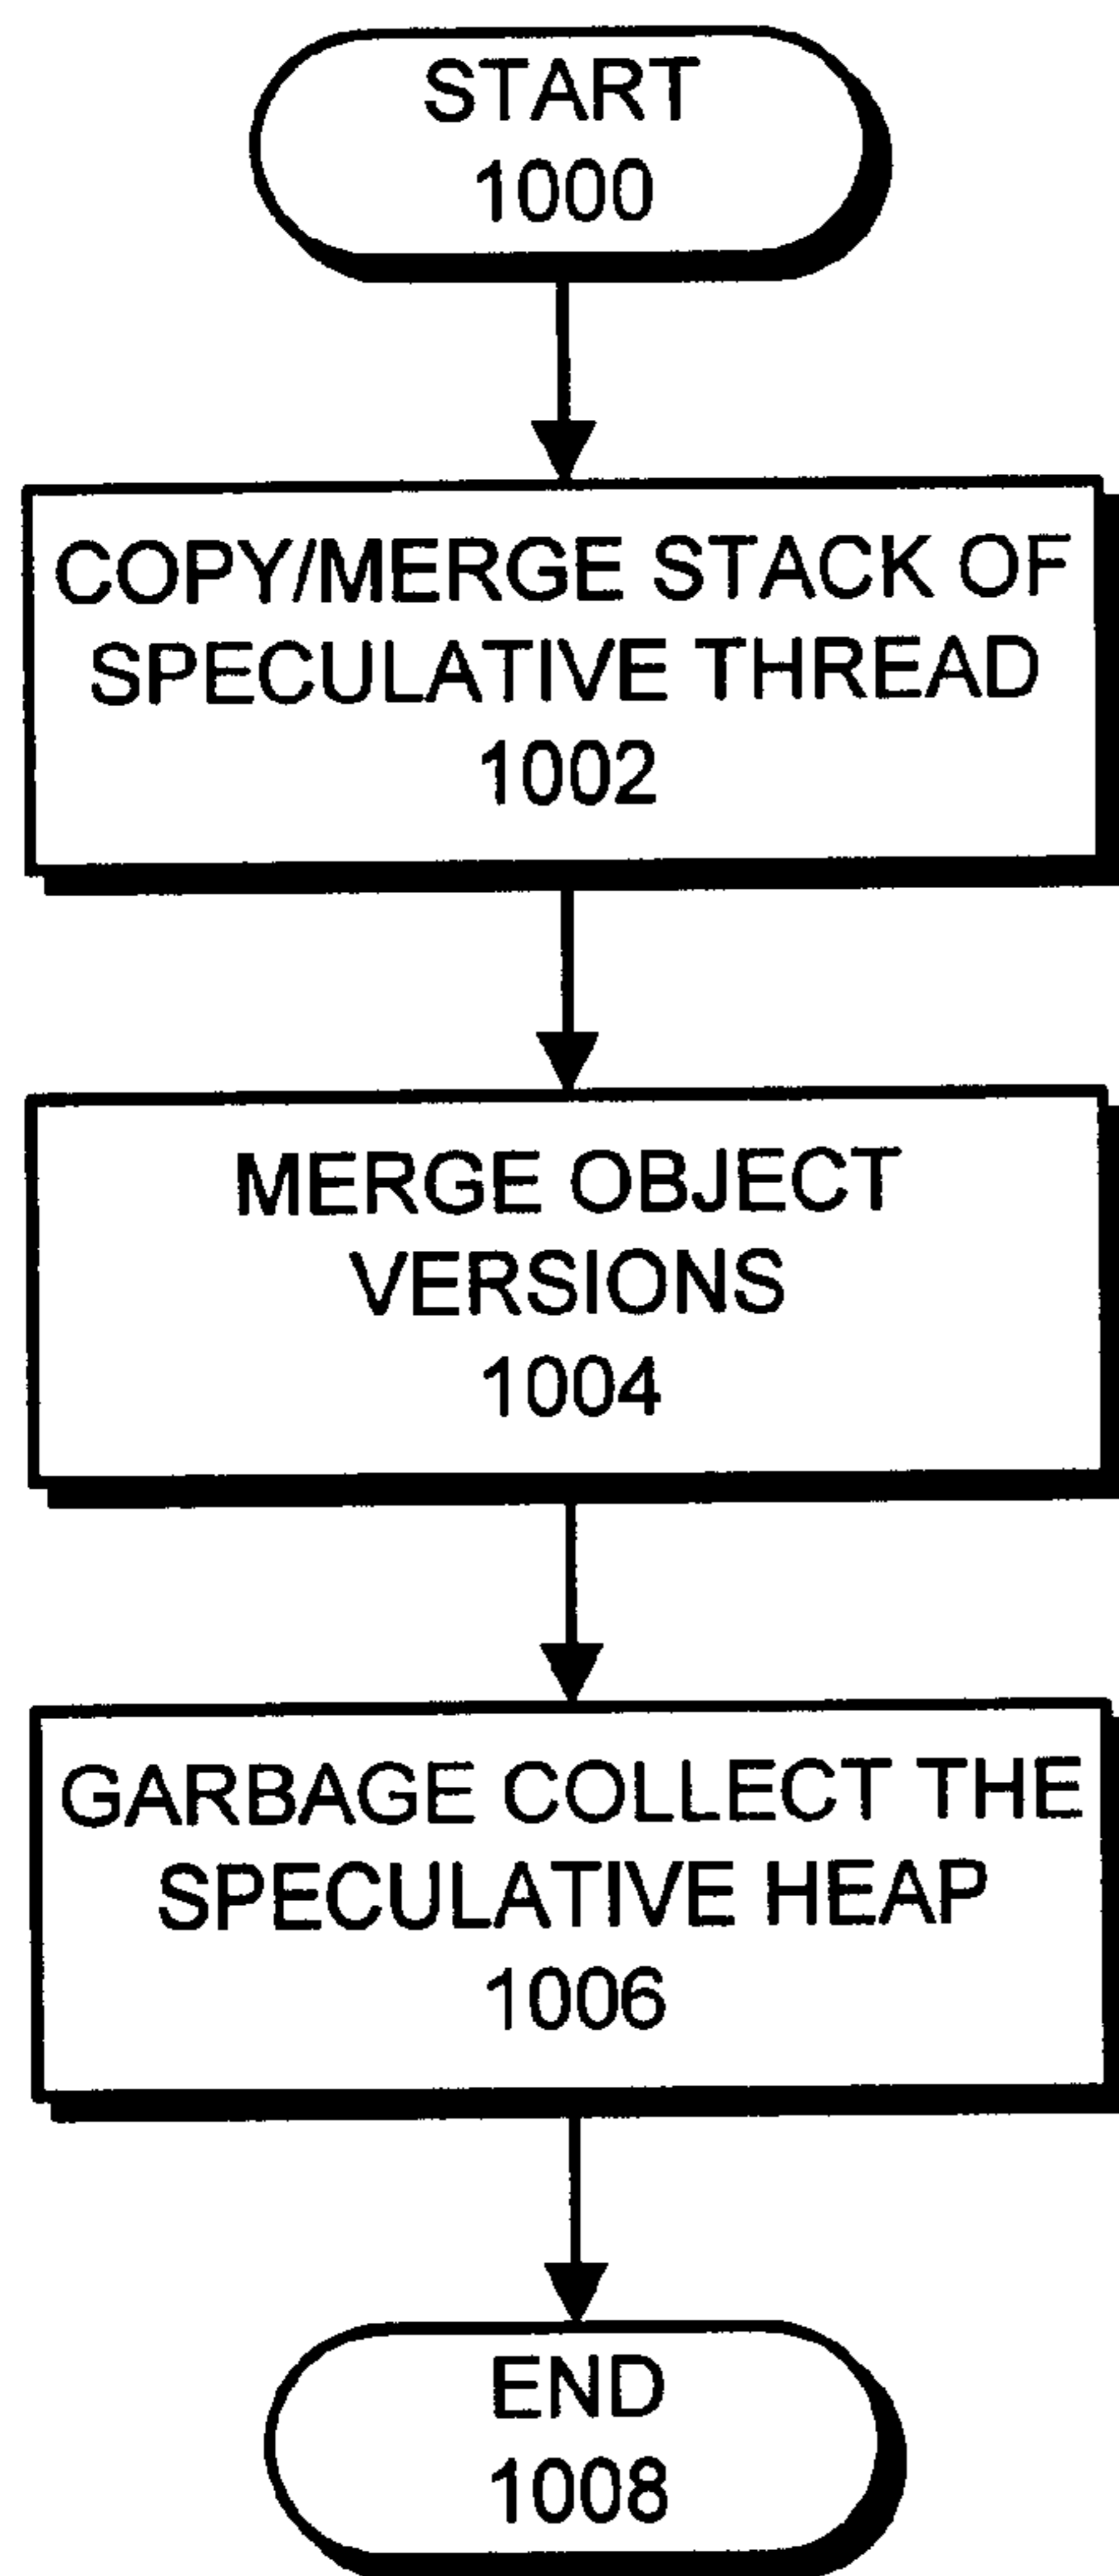 START
1000
COPY/MERGE STACK OF
SPECULATIVE THREAD
1002
MERGE OBJECT
VERSIONS
1004
GARBAGE COLLECT THE
SPECULATIVE HEAP
1006
END
1008